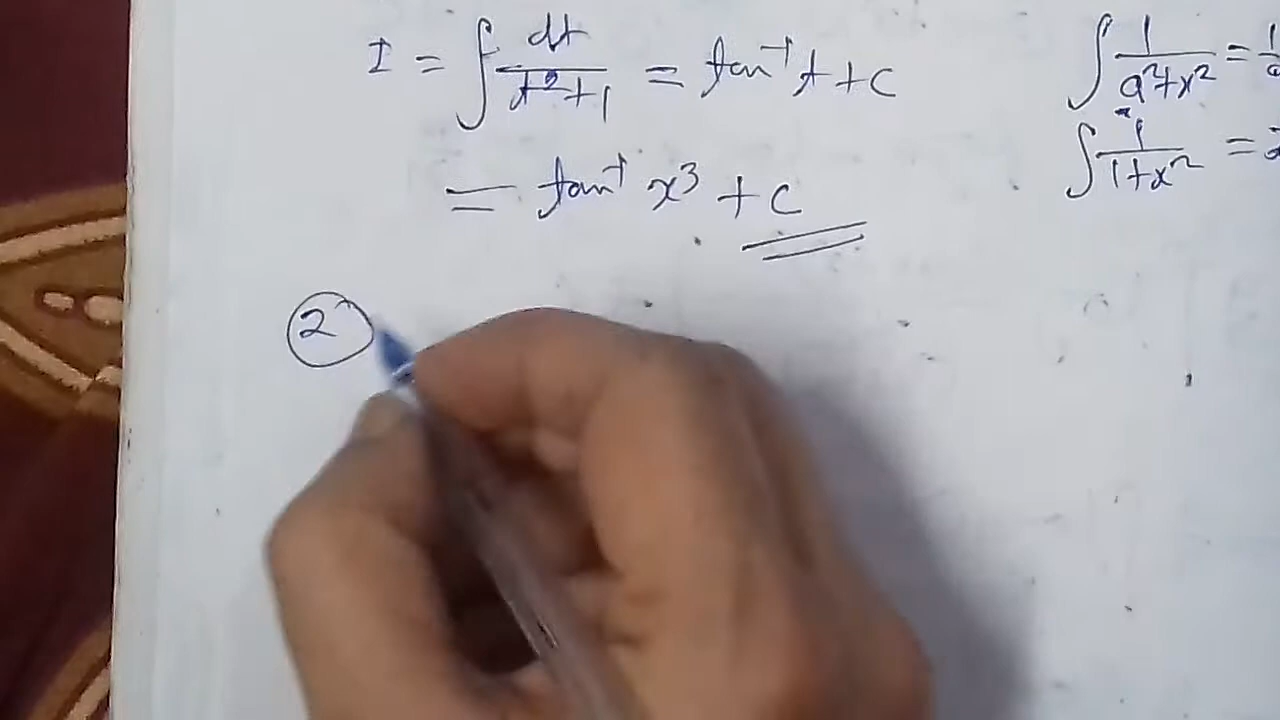 I = ∫ dt/(t²+1) = tan⁻¹ t + c
= tan⁻¹ x³ + c
∫ 1/(a²+x²) =
∫ 1/(1+x²) =
2